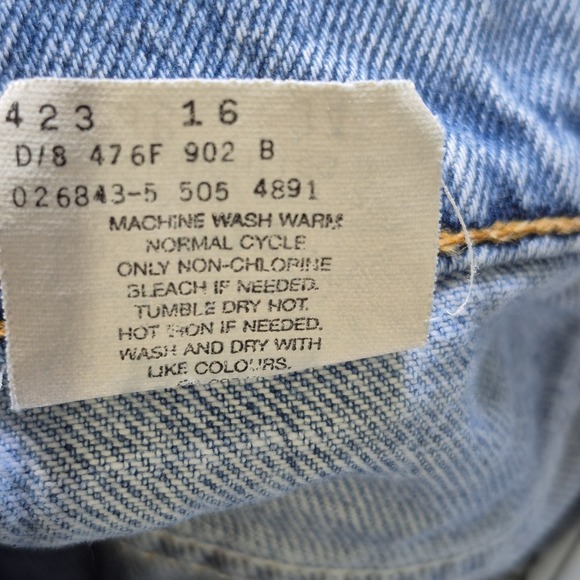 423 16
D/8 476F 902 B
026843-5 505 4891
MACHINE WASH WARM
NORMAL CYCLE
ONLY NON-CHLORINE
BLEACH IF NEEDED.
TUMBLE DRY HOT.
HOT IRON IF NEEDED.
WASH AND DRY WITH
LIKE COLOURS.